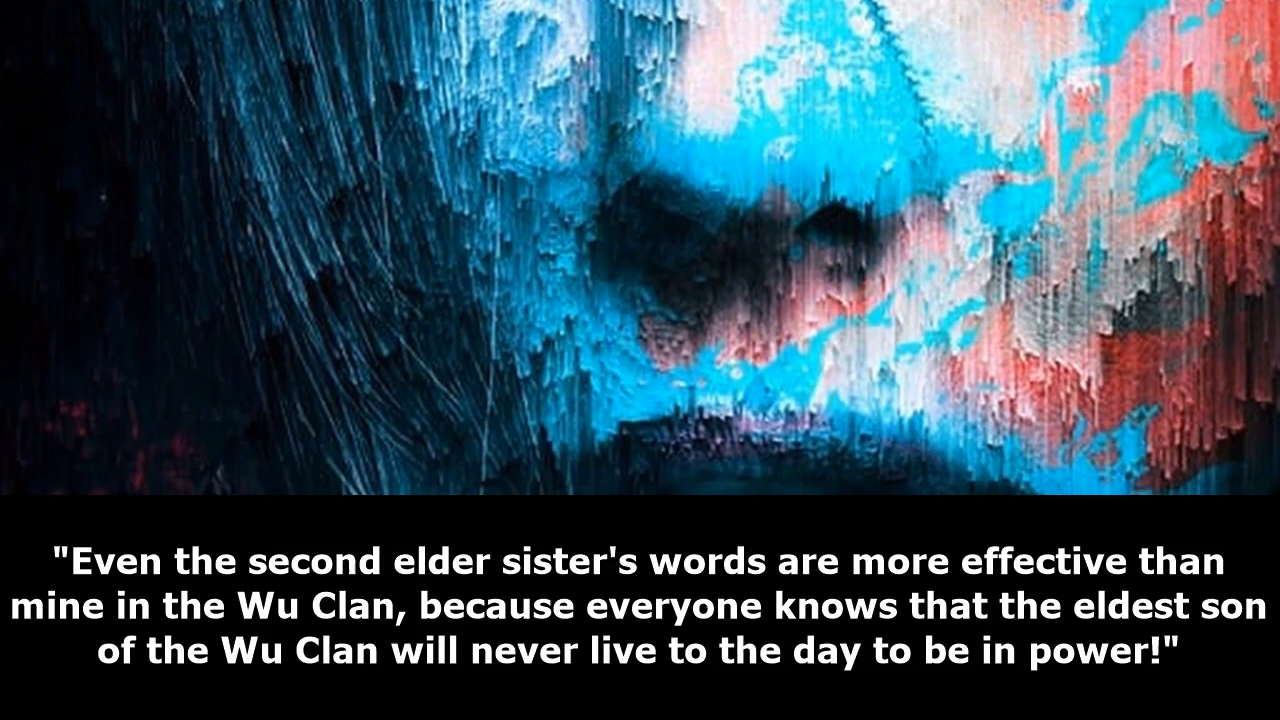 "Even the second elder sister's words are more effective than
mine in the Wu Clan, because everyone knows that the eldest son
of the Wu Clan will never live to the day to be in power!"